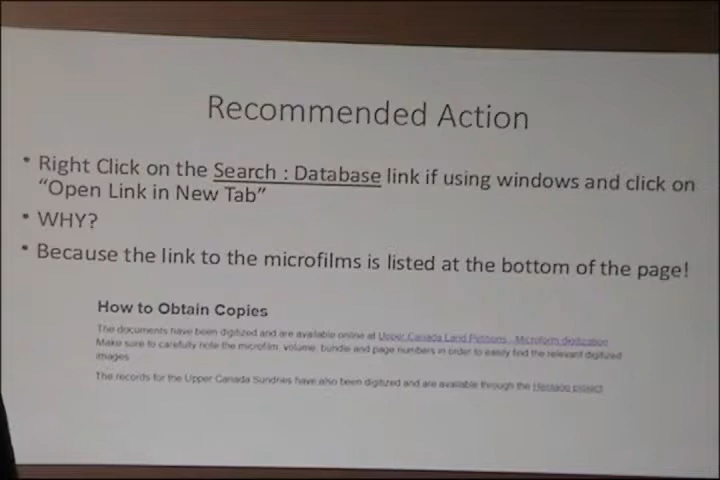 Recommended Action
• Right Click on the Search : Database link if using windows and click on
“Open Link in New Tab”
• WHY?
• Because the link to the microfilms is listed at the bottom of the page!
How to Obtain Copies
The documents have been digitized and are available online at Upper Canada Land Petitions - Microform digitization
Make sure to carefully note the microfilm, volume, bundle and page numbers in order to easily find the relevant digitized
images
The records for the Upper Canada Sundries have also been digitized and are available through the Heritage project